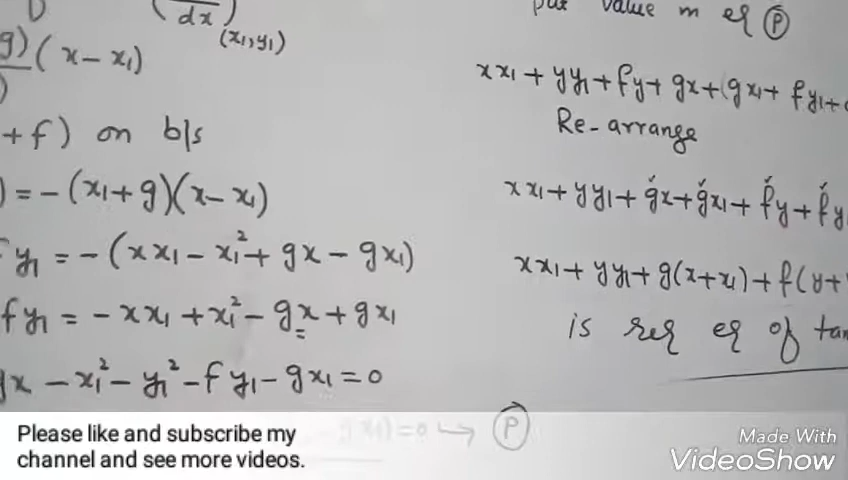 dx (x₁,y₁)
g)(x - x₁)
+ f) on b/s
) = -(x₁+g)(x-x₁)
y₁ = -(xx₁ - x₁² + gx - gx₁)
fy₁ = -xx₁ + x₁² - gx + gx₁
gx - x₁² - y₁² - fy₁ - gx₁ = 0
put value m eq Ⓟ
xx₁ + yy₁ + fy + gx + (gx₁ + fy₁ +
Re-arrange
xx₁ + yy₁ + gx + gx₁ + fy + fy
xx₁ + yy₁ + g(x+x₁) + f(y+
is req eq of tan
gx₁) = 0 → Ⓟ
Please like and subscribe my
channel and see more videos.
Made With
VideoShow